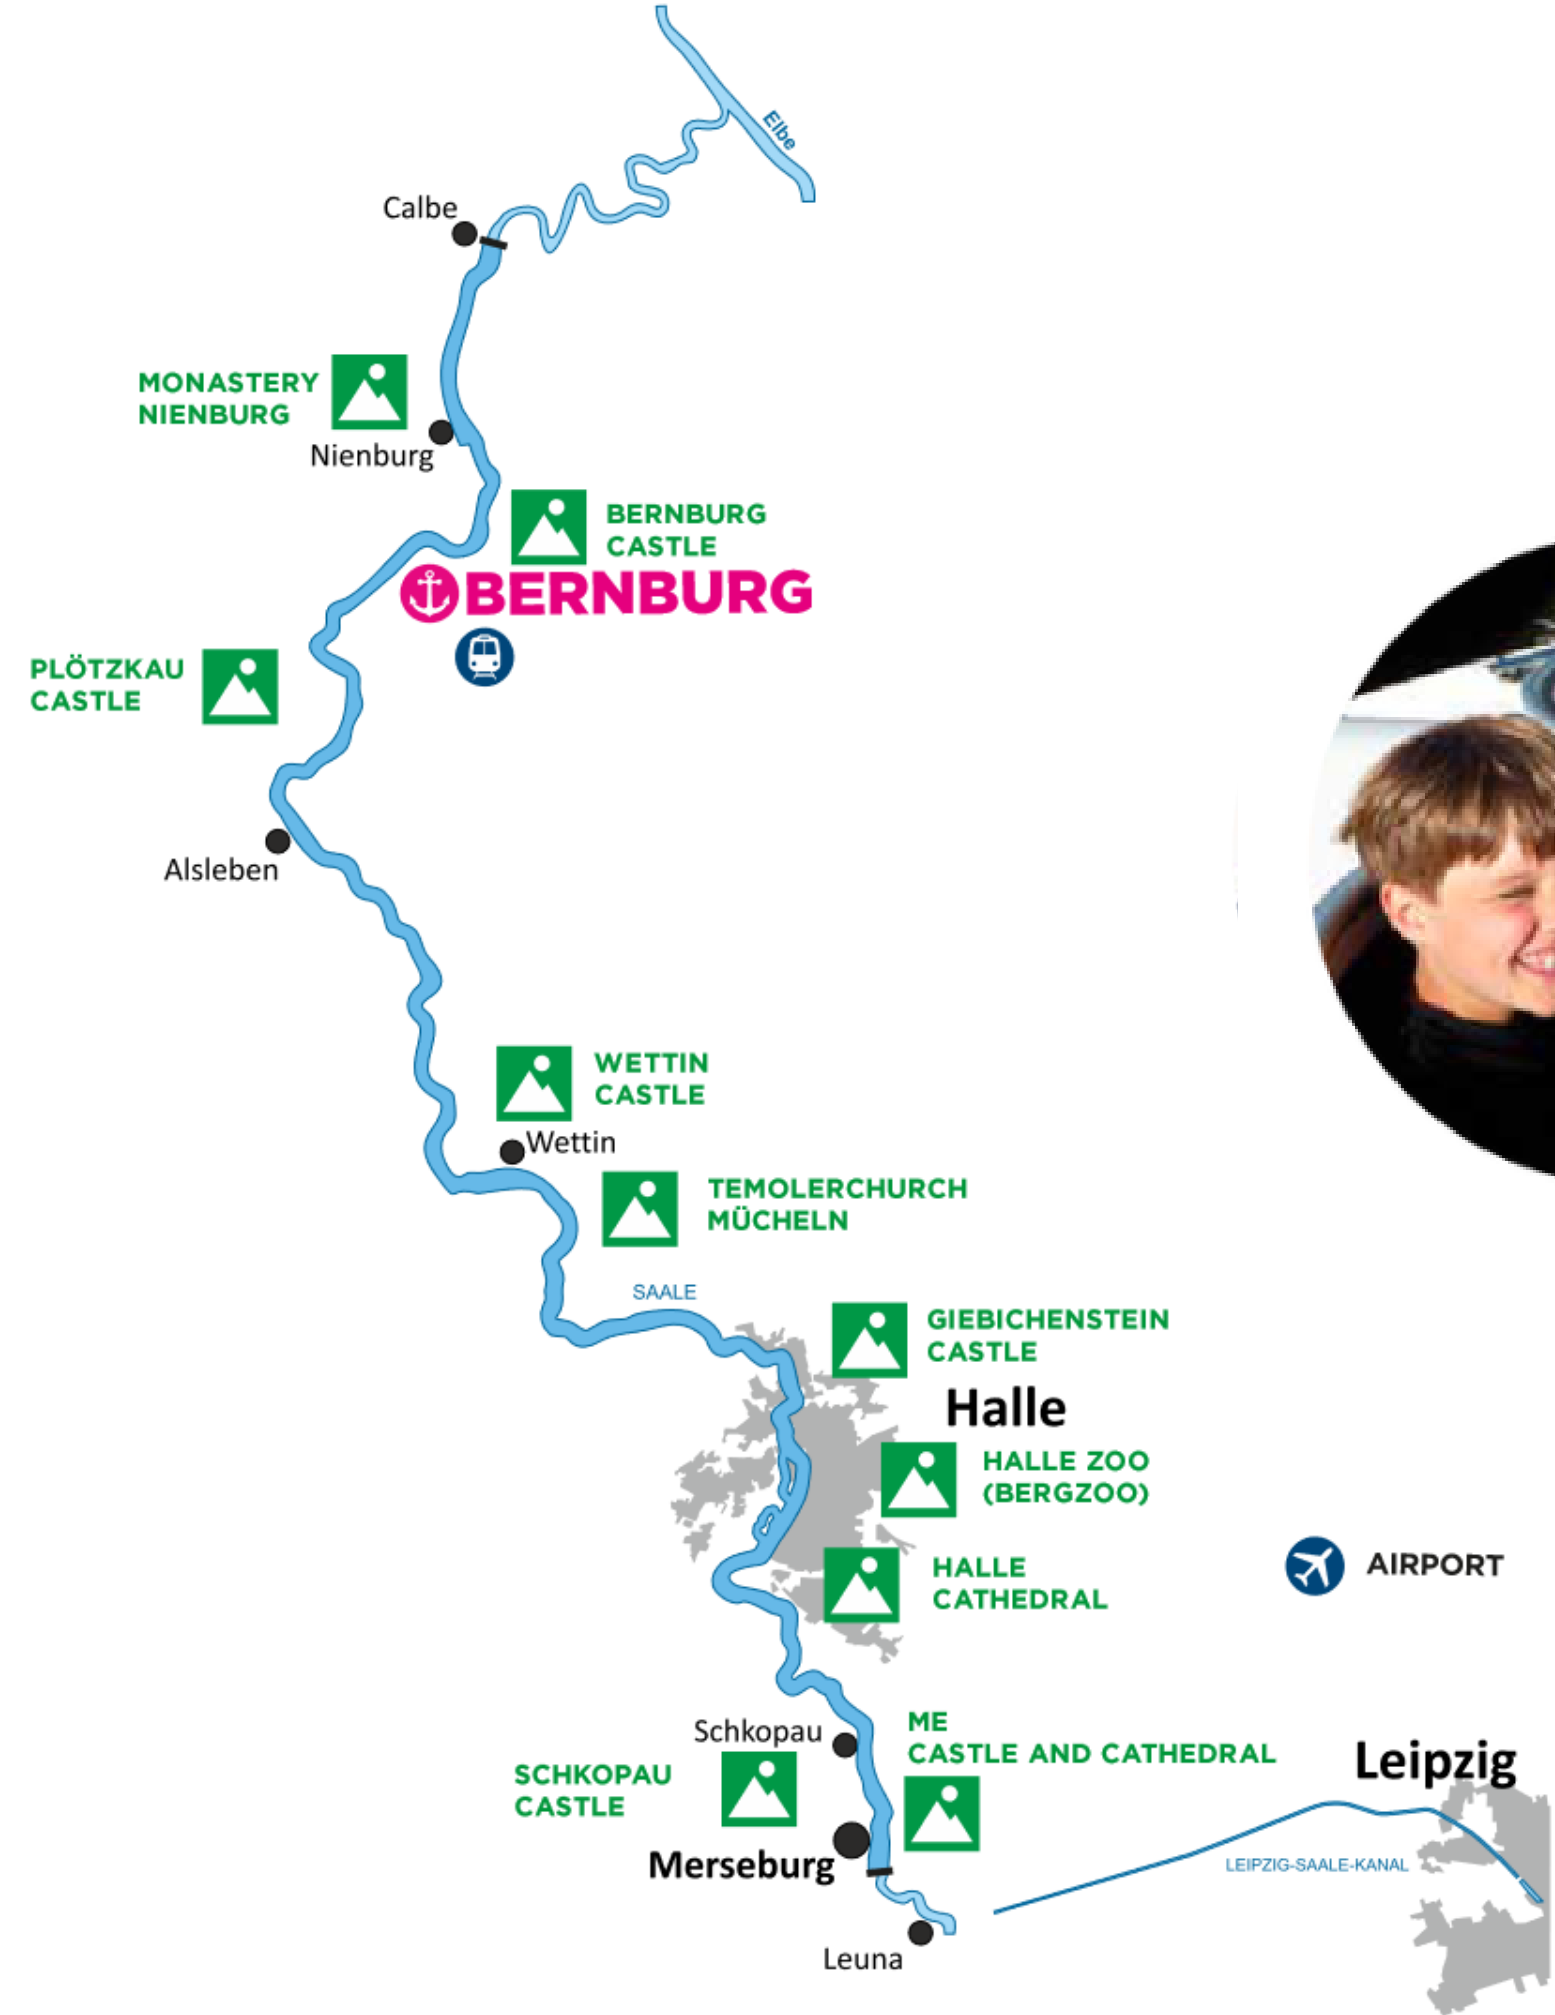 Elbe
Calbe
MONASTERY
NIENBURG
Nienburg
BERNBURG
CASTLE
BERNBURG
PLÖTZKAU
CASTLE
Alsleben
WETTIN
CASTLE
Wettin
TEMOLERCHURCH
MÜCHELN
SAALE
GIEBICHENSTEIN
CASTLE
Halle
HALLE ZOO
(BERGZOO)
HALLE
CATHEDRAL
AIRPORT
Schkopau
ME
CASTLE AND CATHEDRAL
SCHKOPAU
CASTLE
Leipzig
Merseburg
LEIPZIG-SAALE-KANAL
Leuna